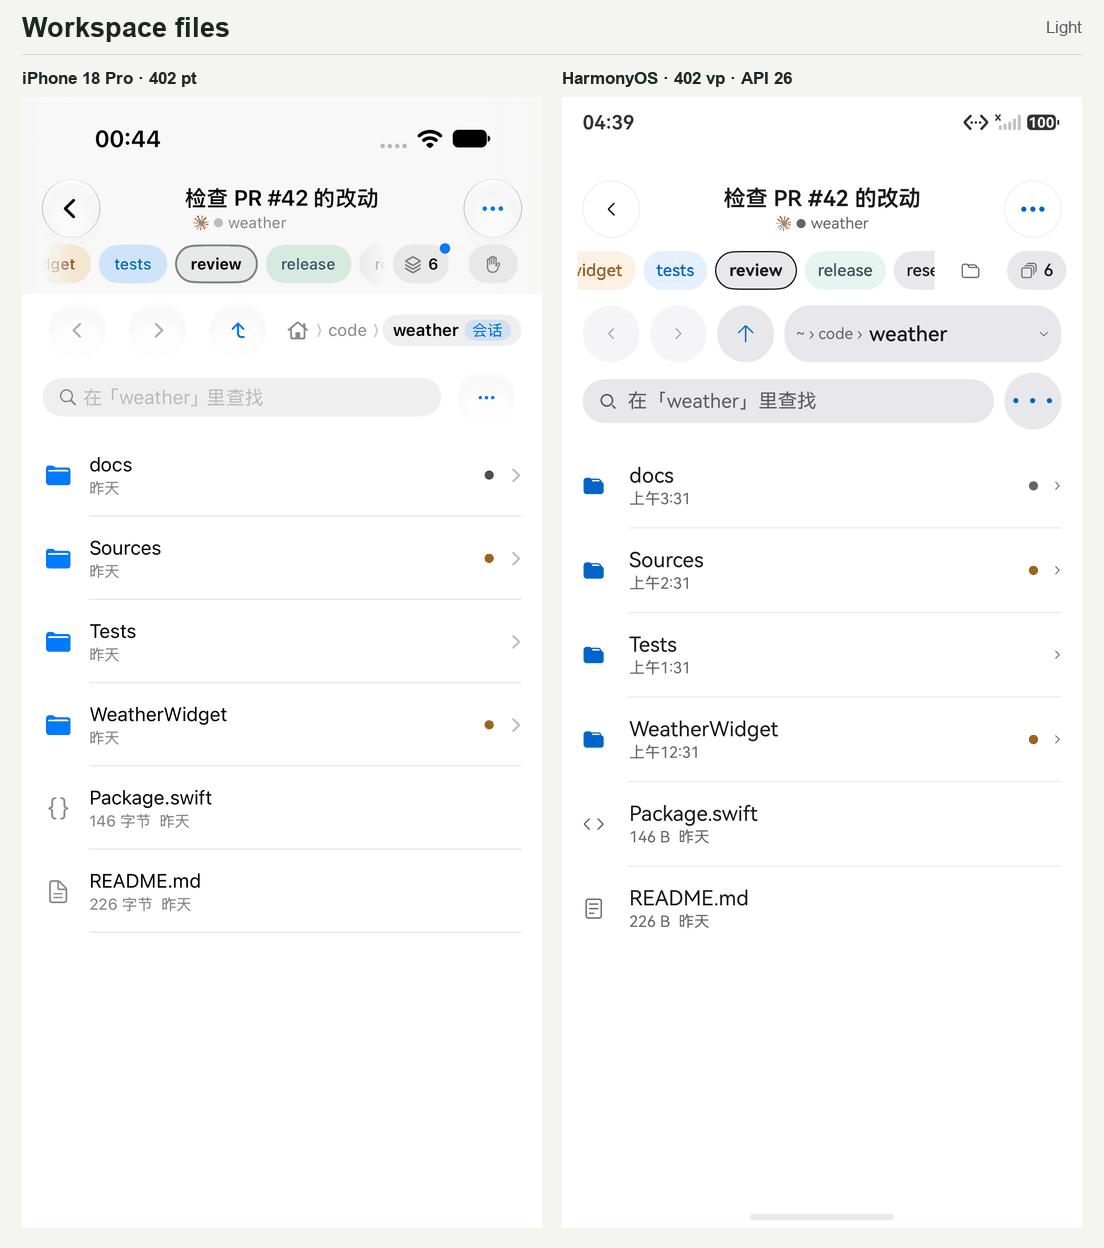 Workspace files
Light
iPhone 18 Pro · 402 pt
00:44
检查 PR #42 的改动
weather
lget
tests
review
release
re
6
code
weather 会话
在「weather」里查找
docs
昨天
Sources
昨天
Tests
昨天
WeatherWidget
昨天
Package.swift
146 字节 昨天
README.md
226 字节 昨天
HarmonyOS · 402 vp · API 26
04:39
100
检查 PR #42 的改动
weather
vidget
tests
review
release
rese
6
~ › code › weather
在「weather」里查找
docs
上午3:31
Sources
上午2:31
Tests
上午1:31
WeatherWidget
上午12:31
Package.swift
146 B 昨天
README.md
226 B 昨天